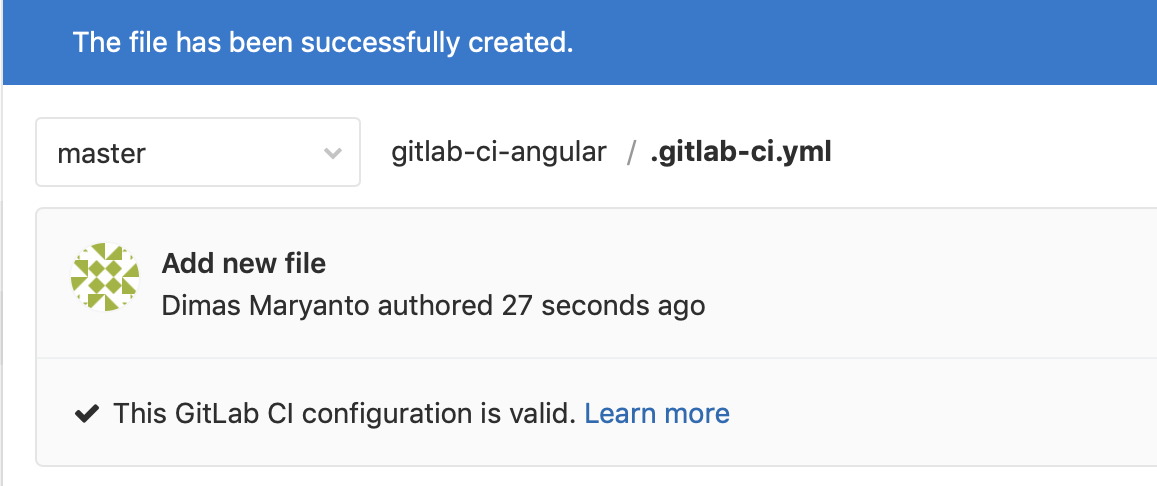 The file has been successfully created.
master
gitlab-ci-angular / .gitlab-ci.yml
Add new file
Dimas Maryanto authored 27 seconds ago
This GitLab CI configuration is valid. Learn more